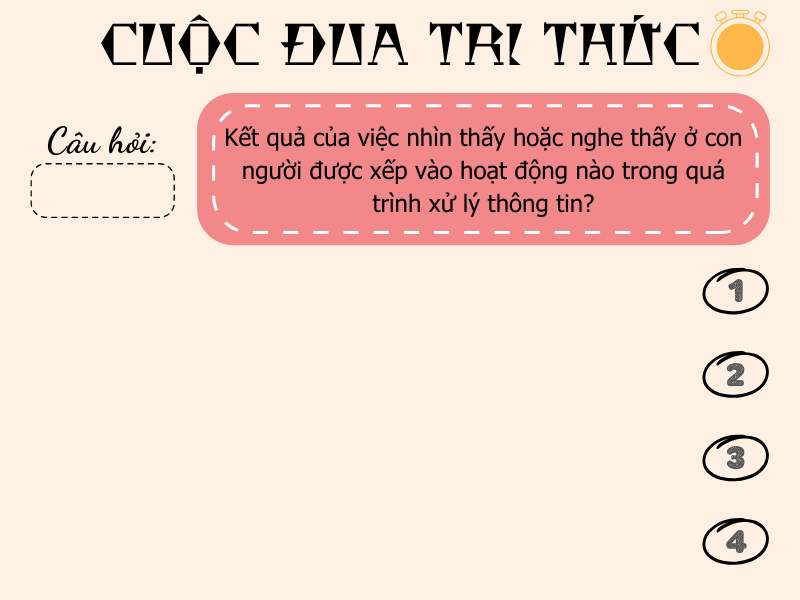 CUỘC ĐUA TRI THỨC
Câu hỏi:
Kết quả của việc nhìn thấy hoặc nghe thấy ở con
người được xếp vào hoạt động nào trong quá
trình xử lý thông tin?
1
2
3
4